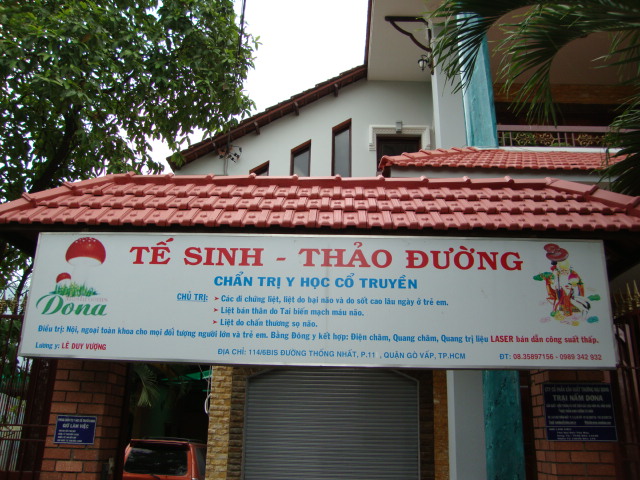 TẾ SINH - THẢO ĐƯỜNG
CHẨN TRỊ Y HỌC CỔ TRUYỀN
Dona
CHỦ TRỊ:
Các di chứng liệt, liệt do hại não và do sốt cao lâu ngày ở trẻ em.
Liệt bán thân do Tai biến mạch máu não.
Liệt do chấn thương sọ não.
Điều trị: Nội, ngoại toàn khoa cho mọi đối tượng người lớn và trẻ em. Bằng Đông y kết hợp: Điện châm, Quang châm, Quang trị liệu LASER bán dẫn công suất thấp.
Lương y: LÊ DUY VƯỢNG
ĐỊA CHỈ: 114/6BIS ĐƯỜNG THỐNG NHẤT, P.11 , QUẬN GÒ VẤP, TP.HCM
ĐT: 08.35897156 - 0989 342 932
GIỜ LÀM VIỆC
TRẠI NẤM DONA